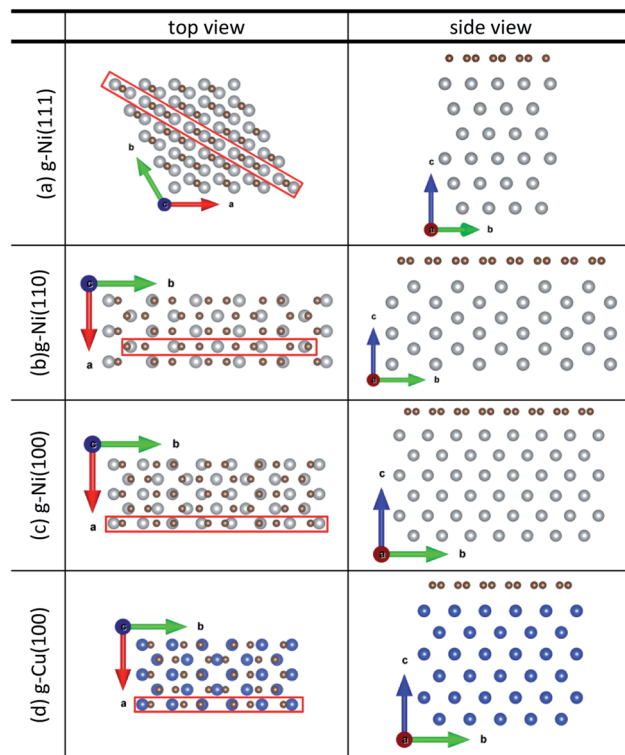 top view
side view
(a) g-Ni(111)
b
a
c
a
b
(b)g-Ni(110)
c
b
a
c
a
b
(c) g-Ni(100)
c
b
a
c
a
b
(d) g-Cu(100)
c
b
a
c
a
b